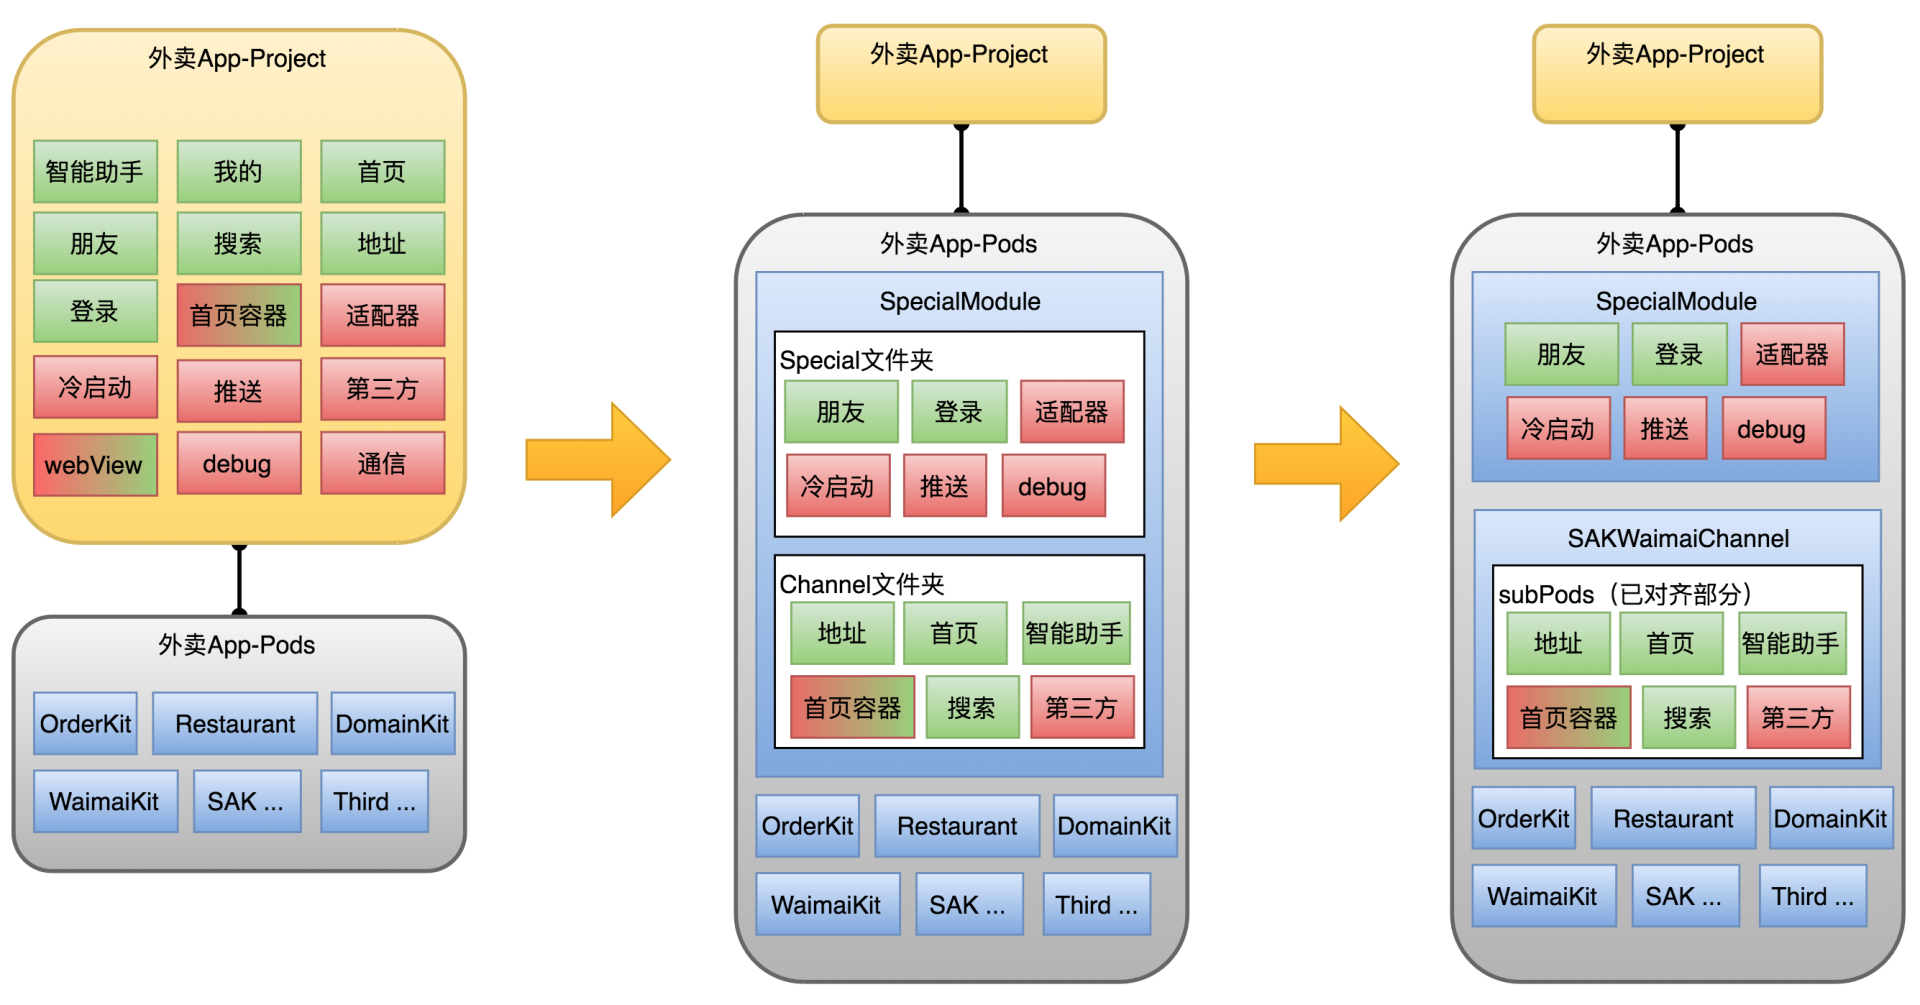 外卖App-Project
智能助手
我的
首页
朋友
搜索
地址
登录
首页容器
适配器
冷启动
推送
第三方
webView
debug
通信
外卖App-Pods
OrderKit
Restaurant
DomainKit
WaimaiKit
SAK ...
Third ...
外卖App-Project
外卖App-Pods
SpecialModule
Special文件夹
朋友
登录
适配器
冷启动
推送
debug
Channel文件夹
地址
首页
智能助手
首页容器
搜索
第三方
OrderKit
Restaurant
DomainKit
WaimaiKit
SAK ...
Third ...
外卖App-Project
外卖App-Pods
SpecialModule
朋友
登录
适配器
冷启动
推送
debug
SAKWaimaiChannel
subPods（已对齐部分）
地址
首页
智能助手
首页容器
搜索
第三方
OrderKit
Restaurant
DomainKit
WaimaiKit
SAK ...
Third ...